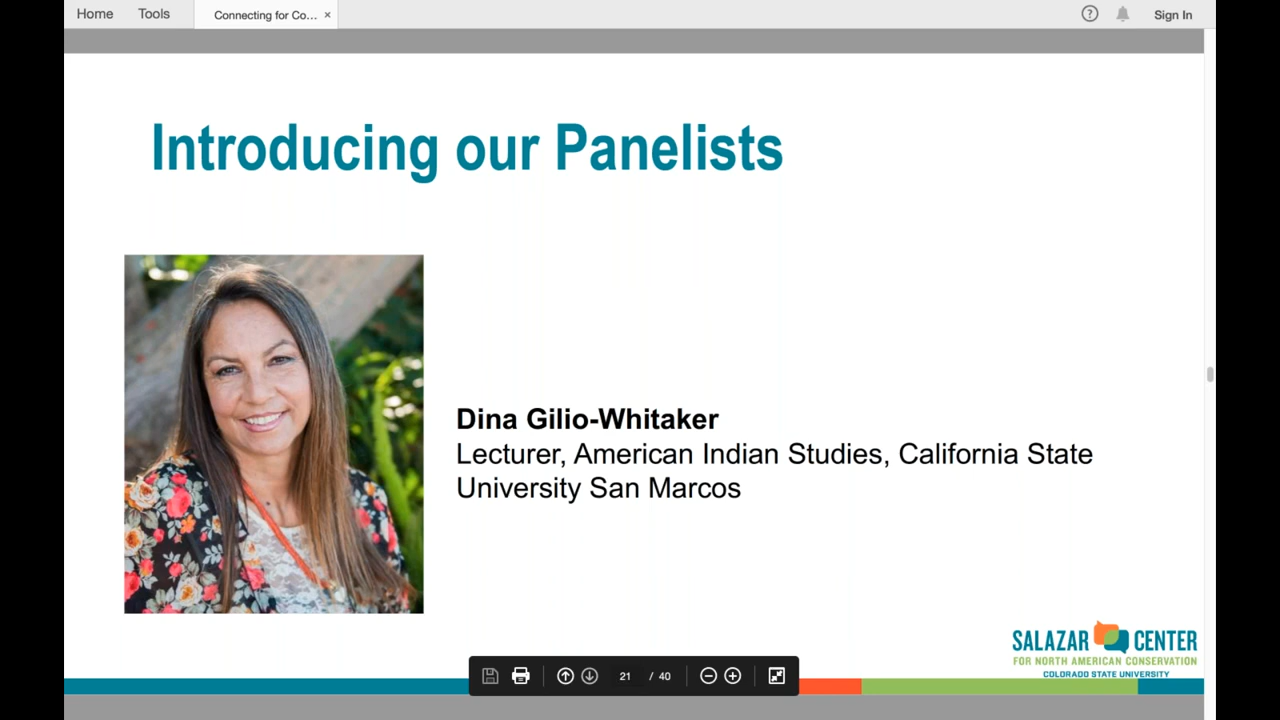 Home Tools Connecting for Co... × Sign In
Introducing our Panelists
Dina Gilio-Whitaker
Lecturer, American Indian Studies, California State
University San Marcos
SALAZAR CENTER
FOR NORTH AMERICAN CONSERVATION
COLORADO STATE UNIVERSITY
21 / 40